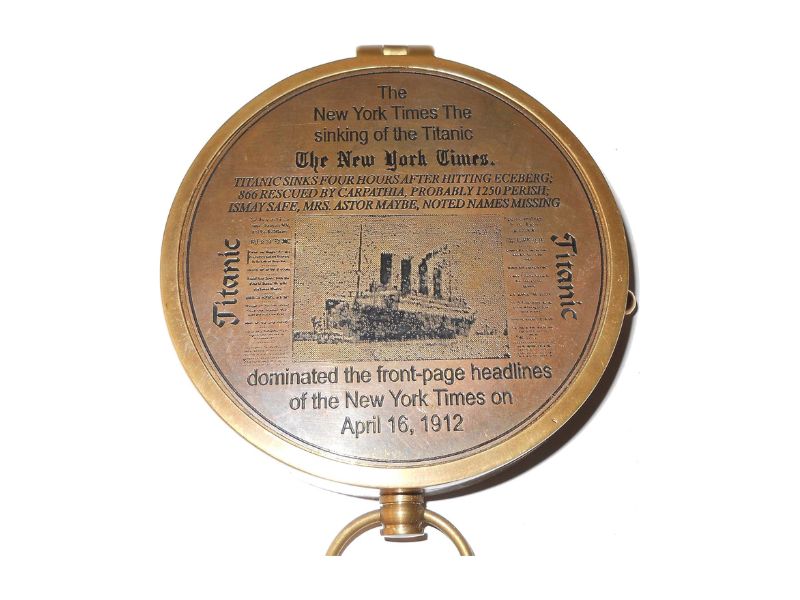 The
New York Times The
sinking of the Titanic
The New York Times.
TITANIC SINKS FOUR HOURS AFTER HITTING ECEBERG;
866 RESCUED BY CARPATHIA, PROBABLY 1250 PERISH;
ISMAY SAFE, MRS. ASTOR MAYBE, NOTED NAMES MISSING
Titanic
Titanic
dominated the front-page headlines
of the New York Times on
April 16, 1912